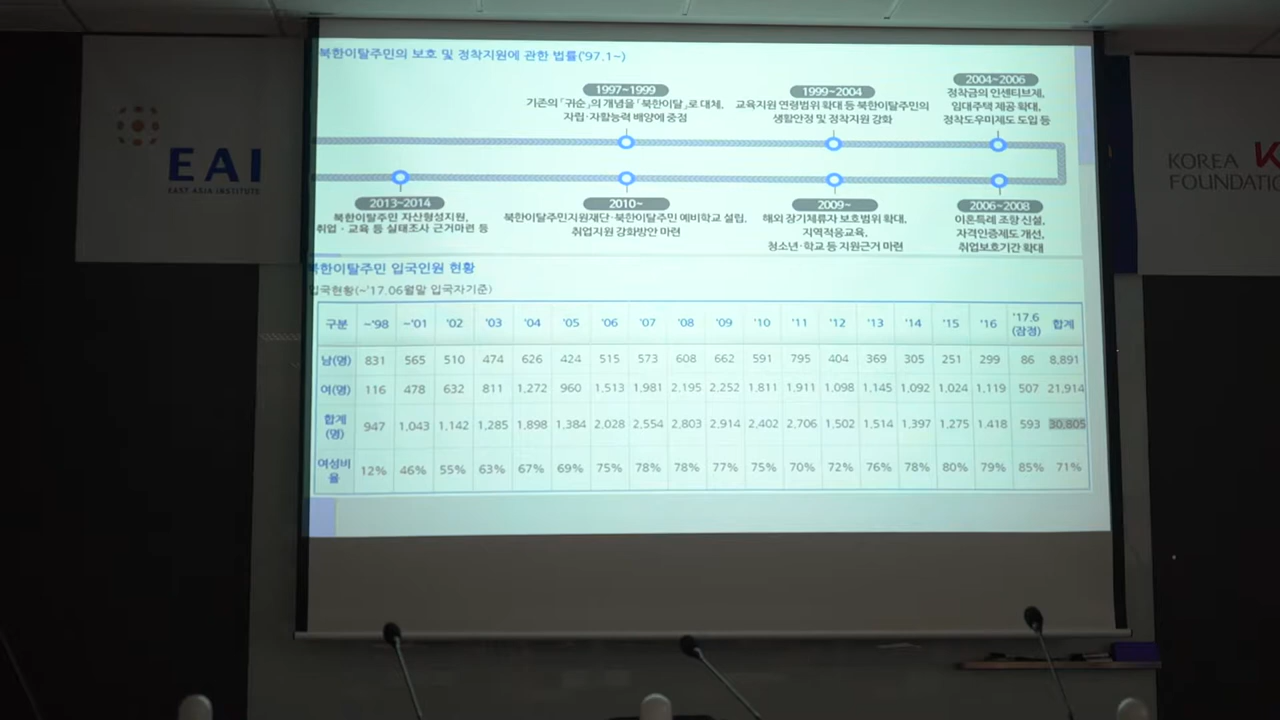 북한이탈주민의 보호 및 정착지원에 관한 법률('97.1~)
1997~1999
기존의 「귀순」의 개념을 「북한이탈」로 대체,
자립·자활능력 배양에 중점
1999~2004
교육지원 연령범위 확대 등 북한이탈주민의
생활안정 및 정착지원 강화
2004~2006
정착금의 인센티브제,
임대주택 제공 확대,
정착도우미제도 도입 등
2013~2014
북한이탈주민 자산형성지원,
취업·교육 등 실태조사 근거마련 등
2010~
북한이탈주민지원재단·북한이탈주민 예비학교 설립,
취업지원 강화방안 마련
2009~
해외 장기체류자 보호범위 확대,
지역적응교육,
청소년·학교 등 지원근거 마련
2006~2008
이혼특례 조항 신설,
자격인증제도 개선,
취업보호기간 확대
북한이탈주민 입국인원 현황
입국현황(~'17.06월말 입국자기준)
구분 ~'98 ~'01 '02 '03 '04 '05 '06 '07 '08 '09 '10 '11 '12 '13 '14 '15 '16 '17.6 (잠정) 합계
남(명) 831 565 510 474 626 424 515 573 608 662 591 795 404 369 305 251 299 86 8,891
여(명) 116 478 632 811 1,272 960 1,513 1,981 2,195 2,252 1,811 1,911 1,098 1,145 1,092 1,024 1,119 507 21,914
합계 (명) 947 1,043 1,142 1,285 1,898 1,384 2,028 2,554 2,803 2,914 2,402 2,706 1,502 1,514 1,397 1,275 1,418 593 30,805
여성비율 12% 46% 55% 63% 67% 69% 75% 78% 78% 77% 75% 70% 72% 76% 78% 80% 79% 85% 71%
EAI
EAST ASIA INSTITUTE
KOREA
FOUNDATIO
K